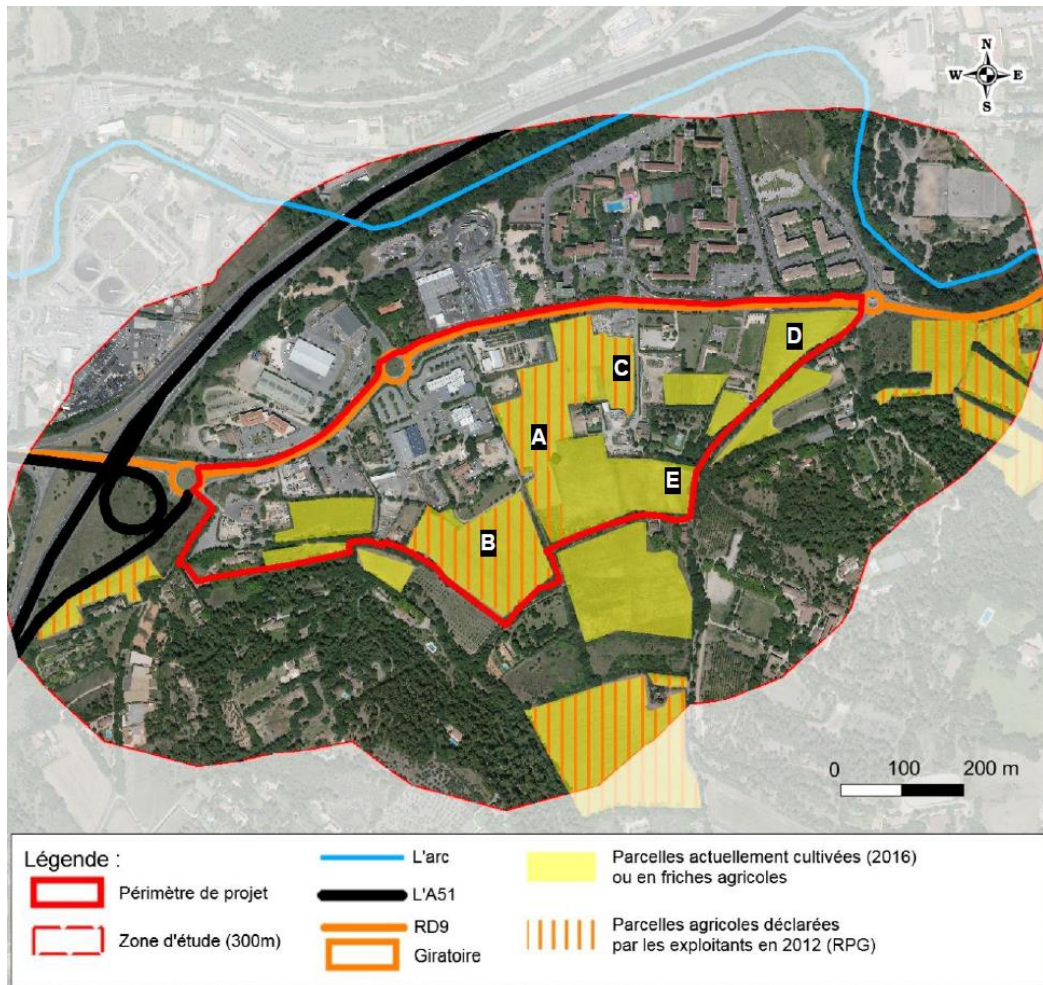 N
W E
S
C
D
A
E
B
0 100 200 m
Légende :
Périmètre de projet
Zone d'étude (300m)
L'arc
L'A51
RD9
Giratoire
Parcelles actuellement cultivées (2016)
ou en friches agricoles
Parcelles agricoles déclarées
par les exploitants en 2012 (RPG)